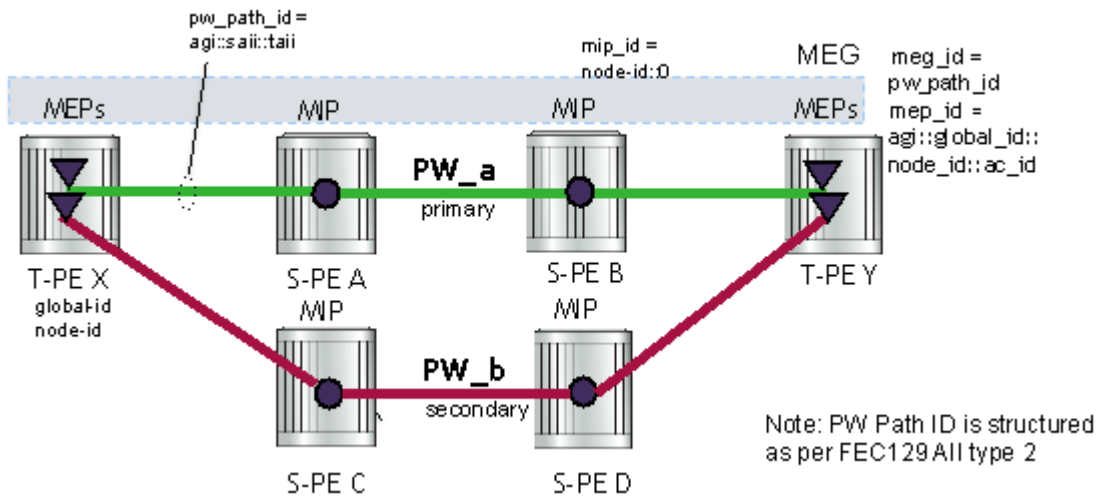 pw_path_id =
agi::saii::taii
mip_id =
node-id::0
MEG
meg_id =
pw_path_id
mep_id =
agi::global_id::
node_id::ac_id
MEPs
MIP
MIP
MEPs
PW_a
primary
T-PE X
global-id
node-id
S-PE A
S-PE B
T-PE Y
MIP
MIP
PW_b
secondary
S-PE C
S-PE D
Note: PW Path ID is structured
as per FEC129 AII type 2